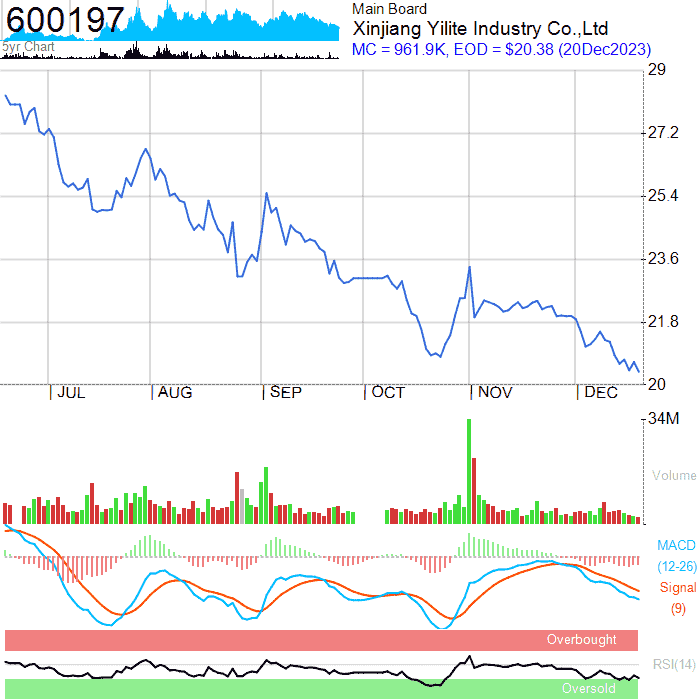 600197
5yr Chart
Main Board
Xinjiang Yilite Industry Co.,Ltd
MC = 961.9K, EOD = $20.38 (20Dec2023)
29
27.2
25.4
23.6
21.8
20
JUL
AUG
SEP
OCT
NOV
DEC
34M
Volume
MACD
(12-26)
Signal
(9)
Overbought
RSI(14)
Oversold